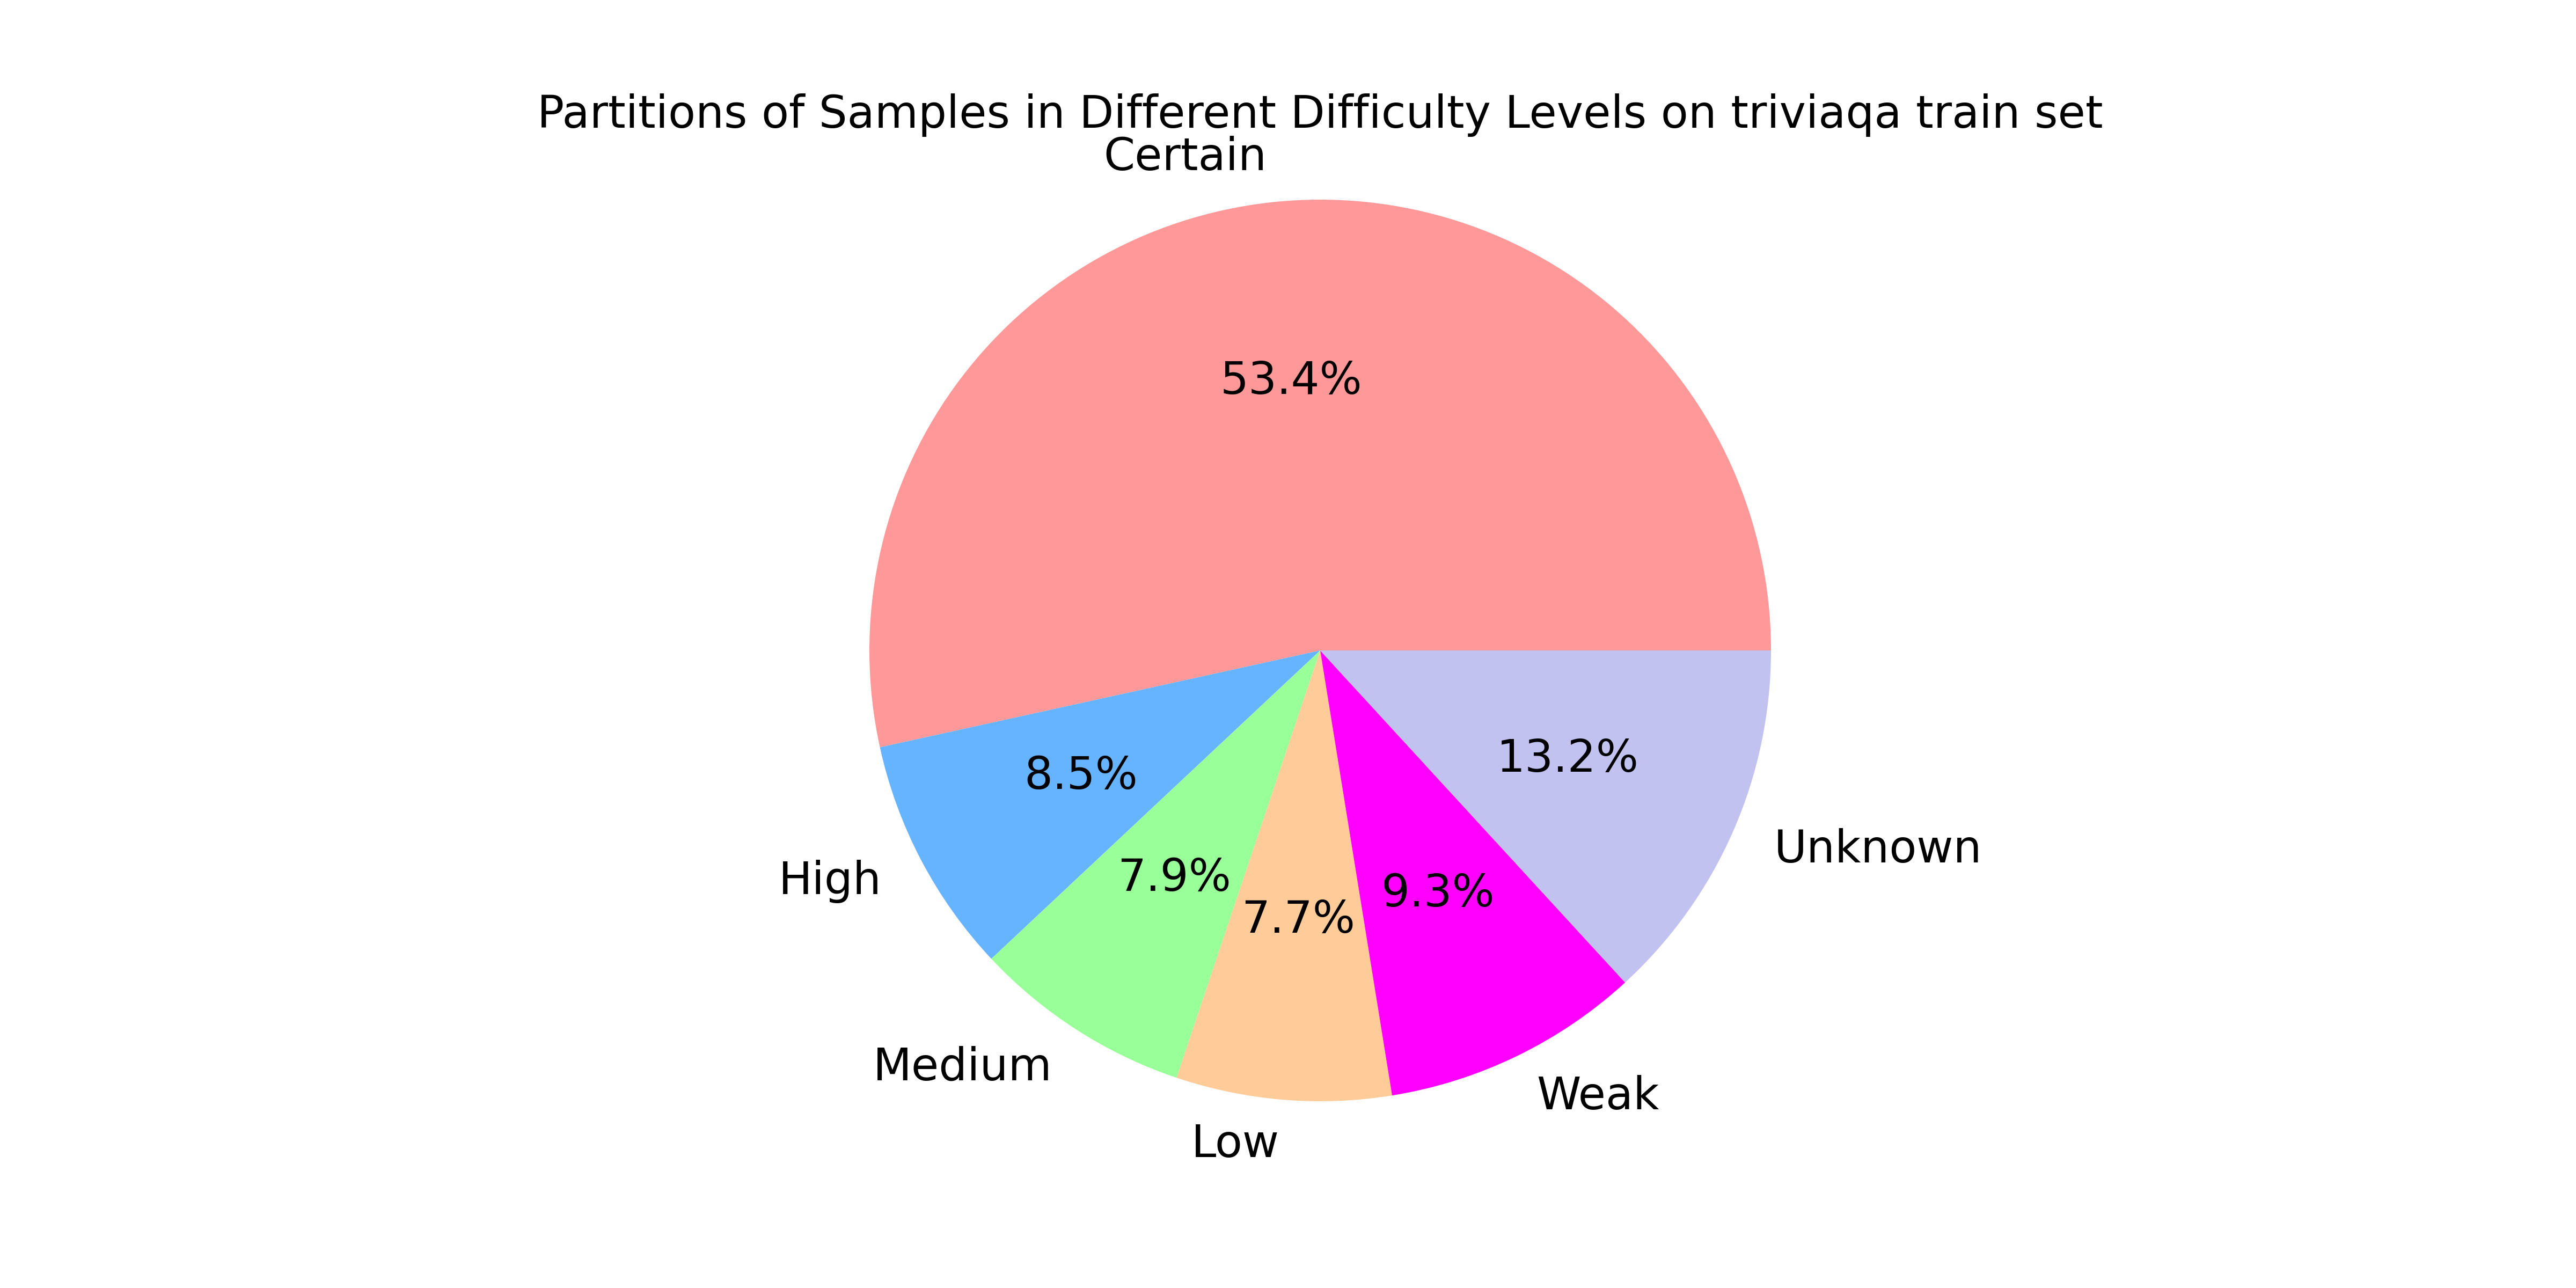 Partitions of Samples in Different Difficulty Levels on triviaqa train set
Certain
53.4%
8.5%
13.2%
High
7.9%
7.7%
9.3%
Unknown
Medium
Low
Weak